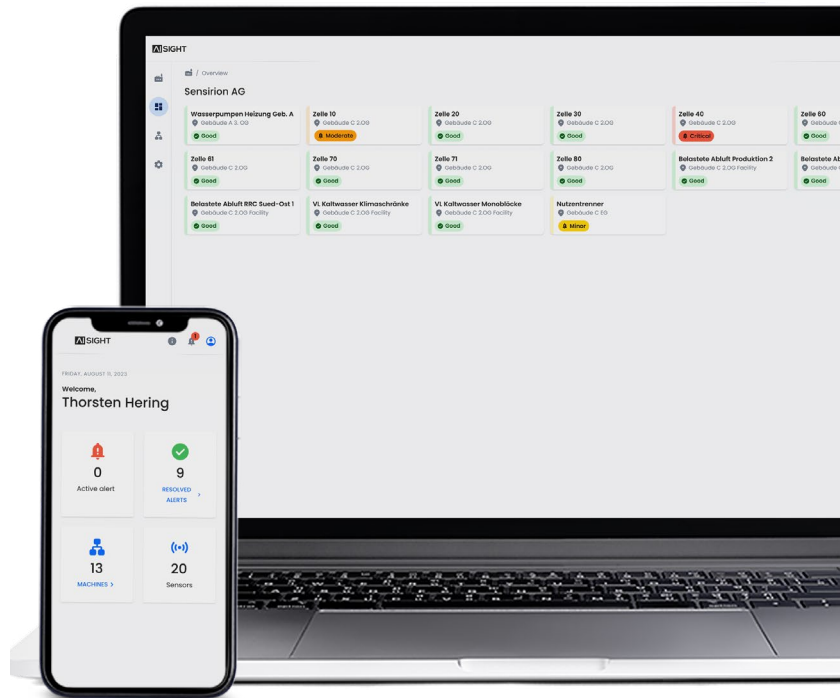 AISIGHT
/ Overview
Sensirion AG
Wasserpumpen Heizung Geb. A
Gebäude A 3. OG
Good
Zelle 10
Gebäude C 2.OG
Moderate
Zelle 20
Gebäude C 2.OG
Good
Zelle 30
Gebäude C 2.OG
Good
Zelle 40
Gebäude C 2.OG
Critical
Zelle 60
Gebäude C
Good
Zelle 61
Gebäude C 2.OG
Good
Zelle 70
Gebäude C 2.OG
Good
Zelle 71
Gebäude C 2.OG
Good
Zelle 80
Gebäude C 2.OG
Good
Belastete Abluft Produktion 2
Gebäude C 2.OG Facility
Good
Belastete Ab
Gebäude
Good
Belastete Abluft RRC Sued-Ost 1
Gebäude C 2.OG Facility
Good
VL Kaltwasser Klimaschränke
Gebäude C 2.OG Facility
Good
VL Kaltwasser Monoblöcke
Gebäude C 2.OG Facility
Good
Nutzentrenner
Gebäude C EG
Minor
AISIGHT
1
FRIDAY, AUGUST 11, 2023
Welcome,
Thorsten Hering
0
Active alert
9
RESOLVED
ALERTS >
13
MACHINES >
20
Sensors